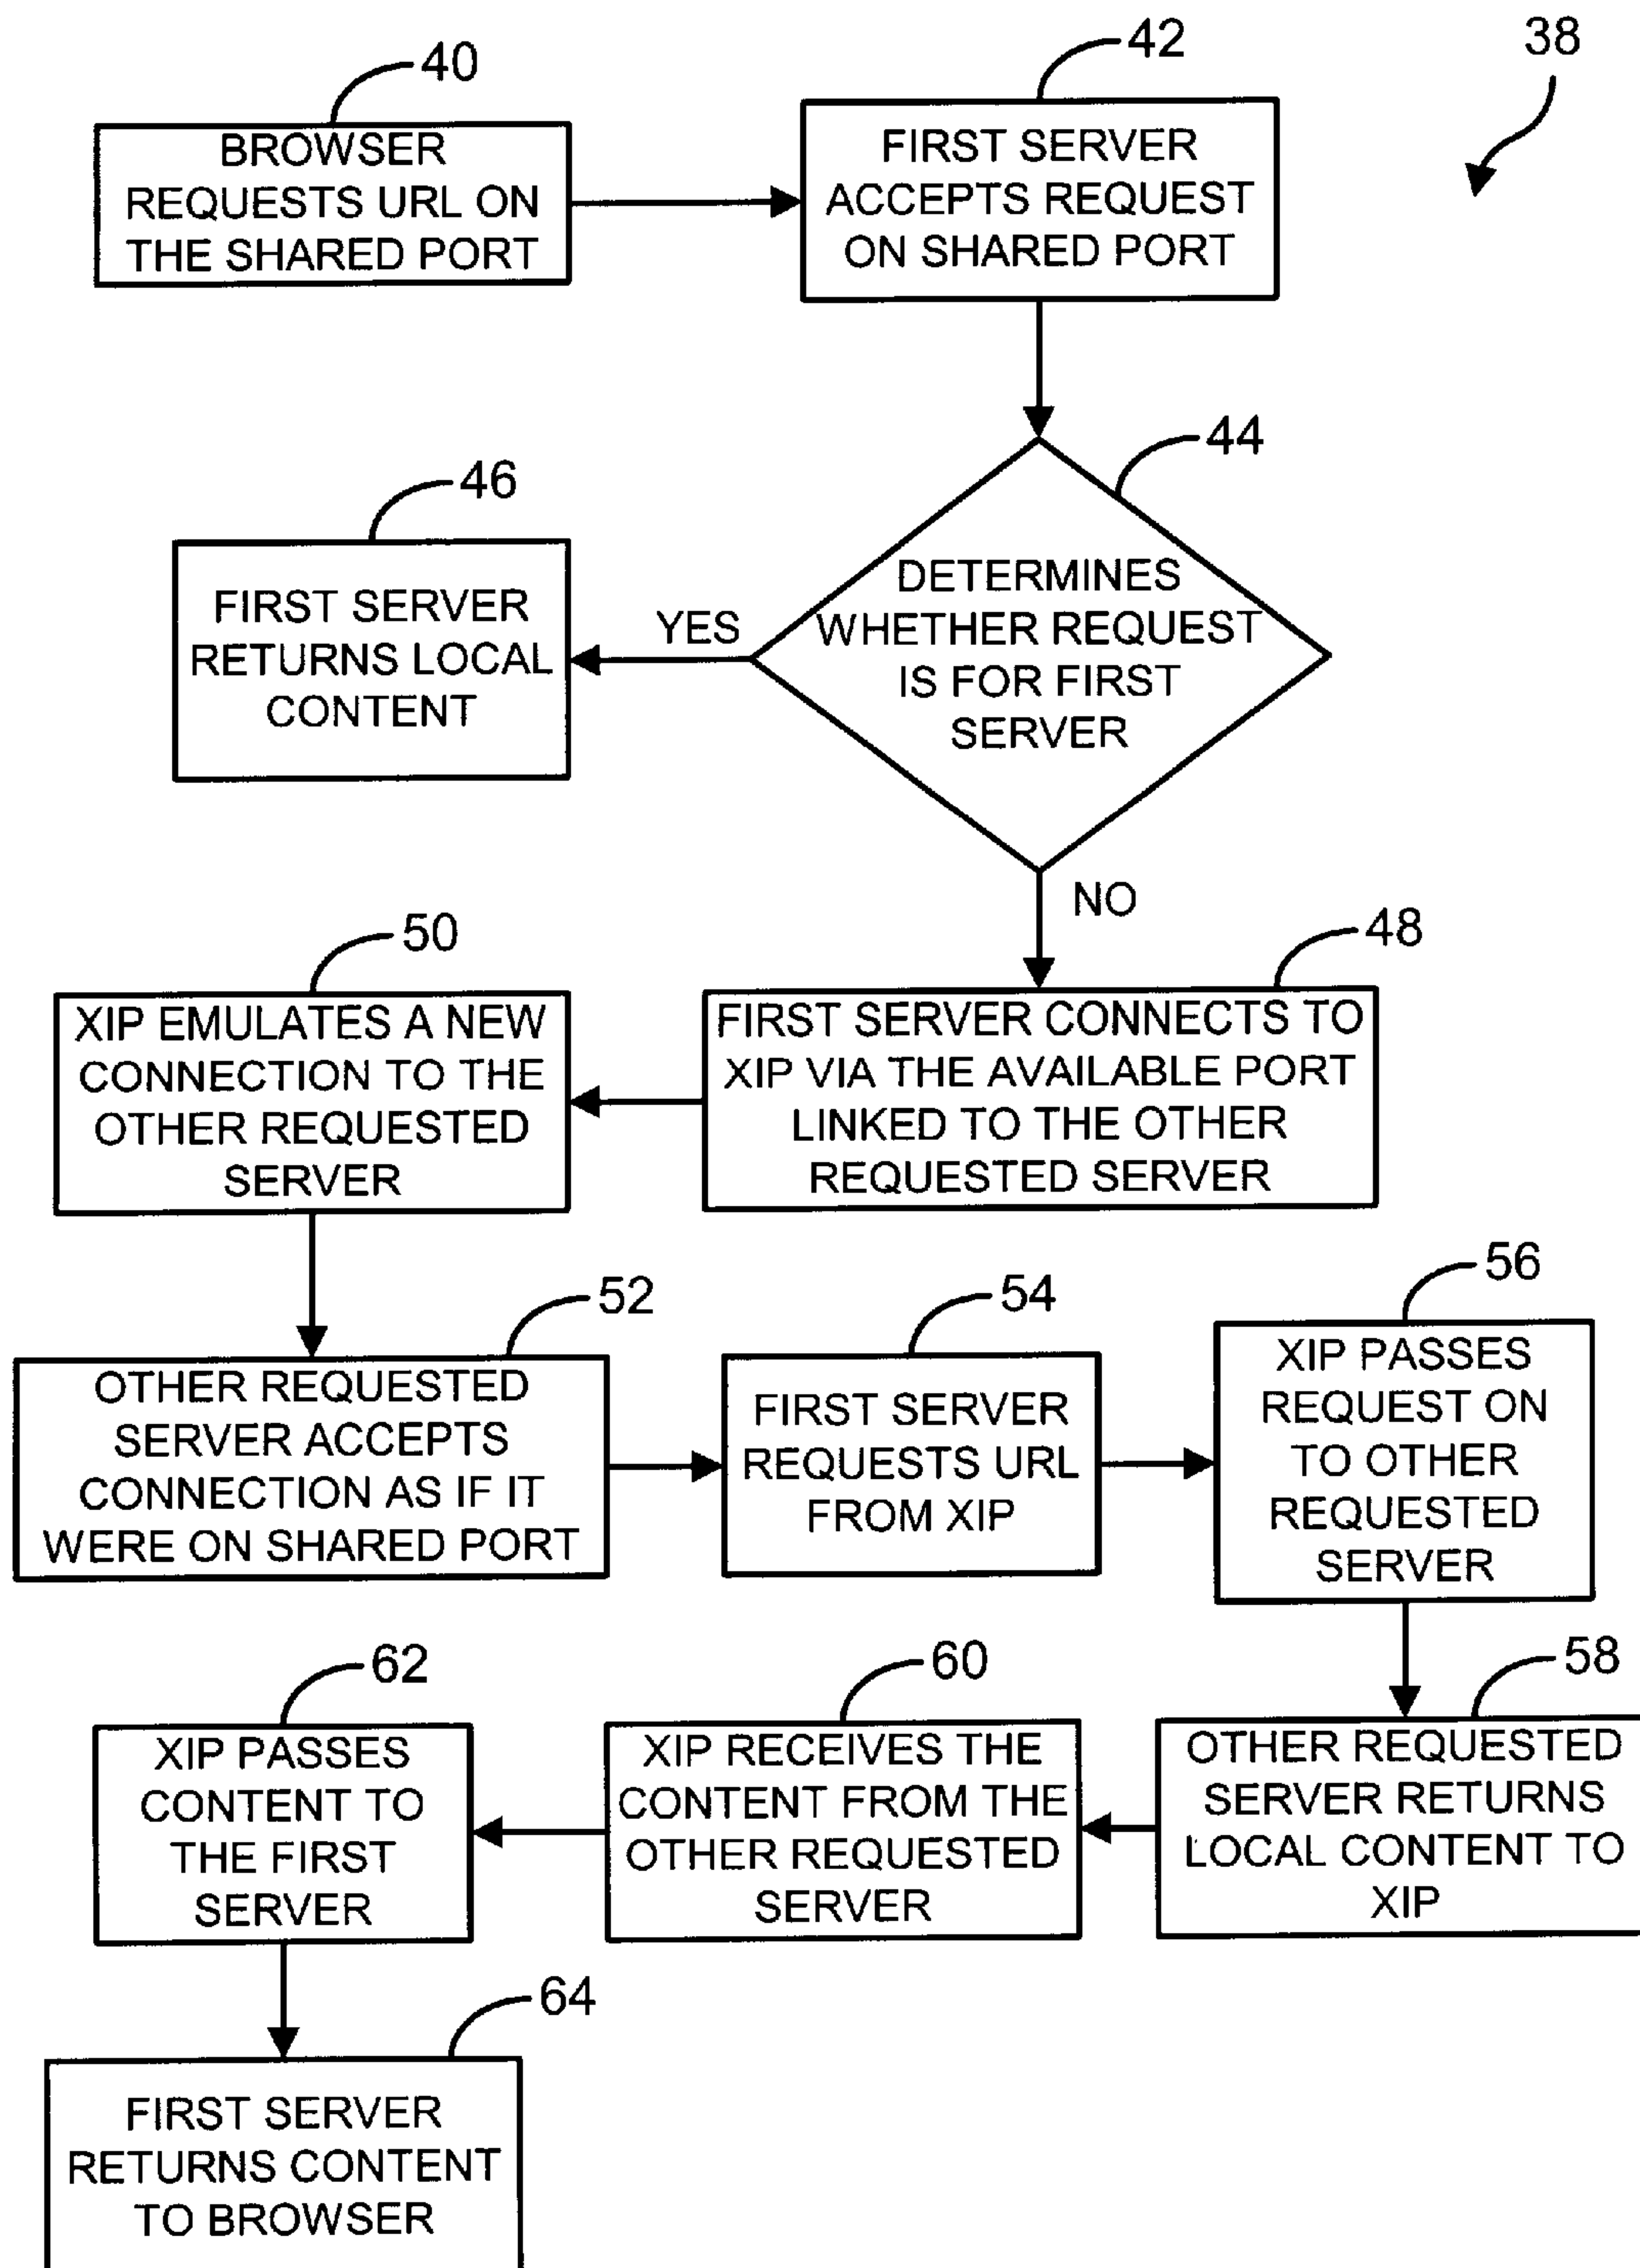 38
40
BROWSER
REQUESTS URL ON
THE SHARED PORT
42
FIRST SERVER
ACCEPTS REQUEST
ON SHARED PORT
44
DETERMINES
WHETHER REQUEST
IS FOR FIRST
SERVER
YES
46
FIRST SERVER
RETURNS LOCAL
CONTENT
NO
48
FIRST SERVER CONNECTS TO
XIP VIA THE AVAILABLE PORT
LINKED TO THE OTHER
REQUESTED SERVER
50
XIP EMULATES A NEW
CONNECTION TO THE
OTHER REQUESTED
SERVER
52
OTHER REQUESTED
SERVER ACCEPTS
CONNECTION AS IF IT
WERE ON SHARED PORT
54
FIRST SERVER
REQUESTS URL
FROM XIP
56
XIP PASSES
REQUEST ON
TO OTHER
REQUESTED
SERVER
58
OTHER REQUESTED
SERVER RETURNS
LOCAL CONTENT TO
XIP
60
XIP RECEIVES THE
CONTENT FROM THE
OTHER REQUESTED
SERVER
62
XIP PASSES
CONTENT TO
THE FIRST
SERVER
64
FIRST SERVER
RETURNS CONTENT
TO BROWSER